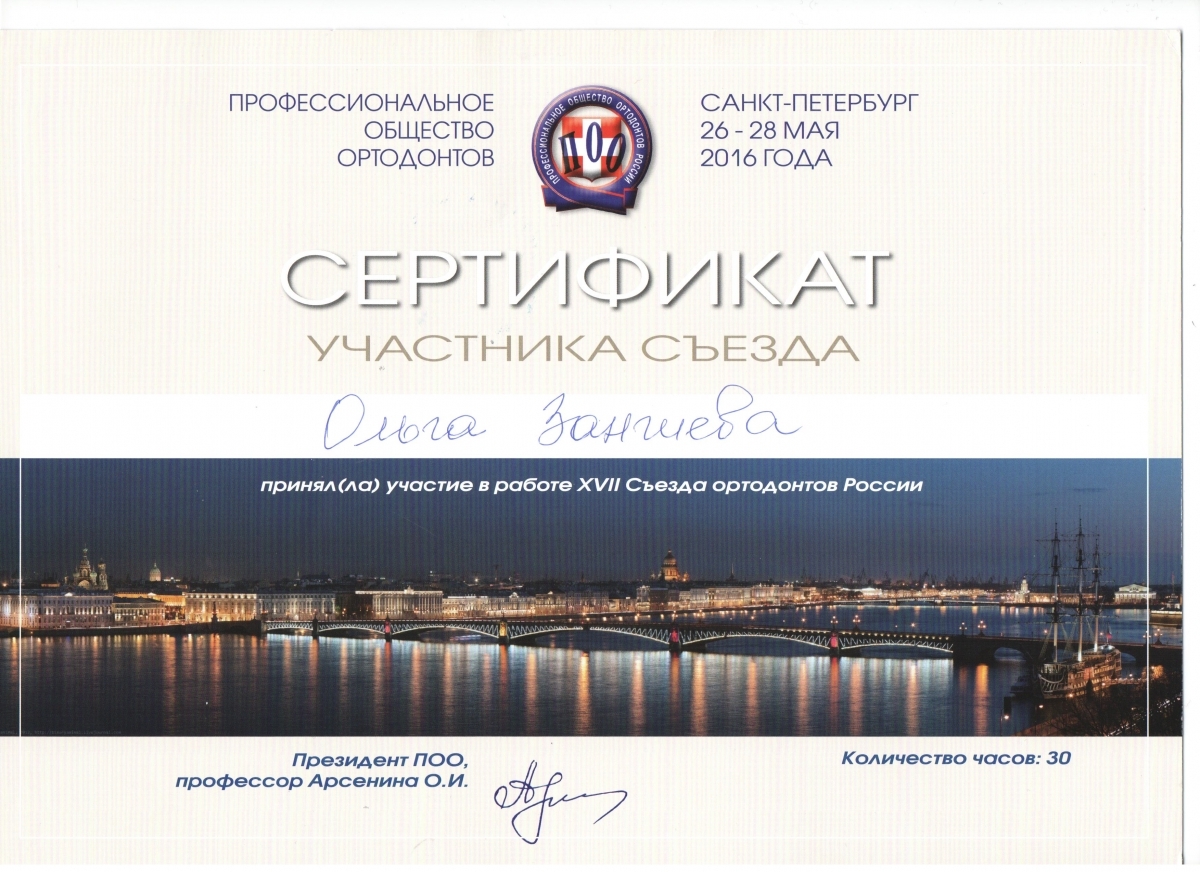 ПРОФЕССИОНАЛЬНОЕ
ОБЩЕСТВО
ОРТОДОНТОВ
ПРОФЕССИОНАЛЬНОЕ ОБЩЕСТВО ОРТОДОНТОВ РОССИИ
ПОО
САНКТ-ПЕТЕРБУРГ
26 - 28 МАЯ
2016 ГОДА
СЕРТИФИКАТ
УЧАСТНИКА СЪЕЗДА
Ольга Зангиева
принял(ла) участие в работе XVII Съезда ортодонтов России
Президент ПОО,
профессор Арсенина О.И.
Количество часов: 30